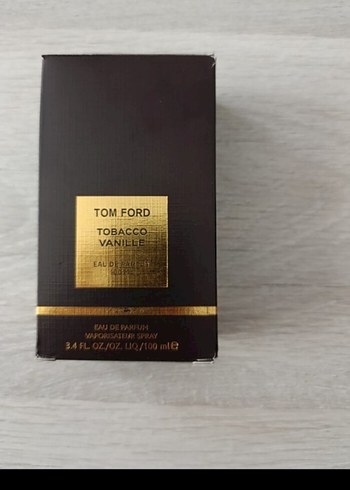 TOM FORD
TOBACCO
VANILLE
EAU DE PARFUM
VAPORISATEUR SPRAY
3.4 FL. OZ./OZ. LIQ./100 ml e